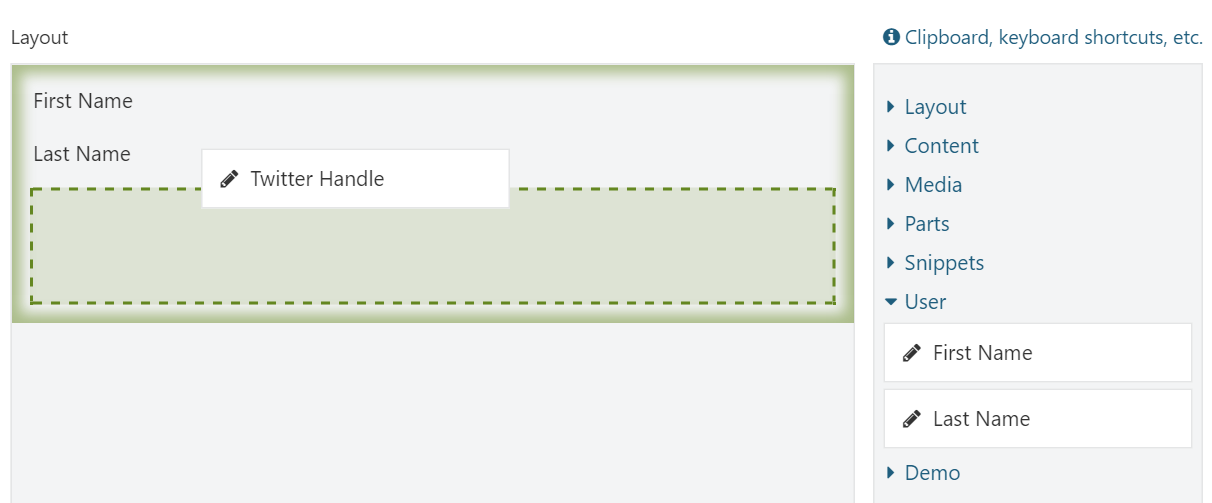 Layout
Clipboard, keyboard shortcuts, etc.
First Name
Last Name
Twitter Handle
Layout
Content
Media
Parts
Snippets
User
First Name
Last Name
Demo